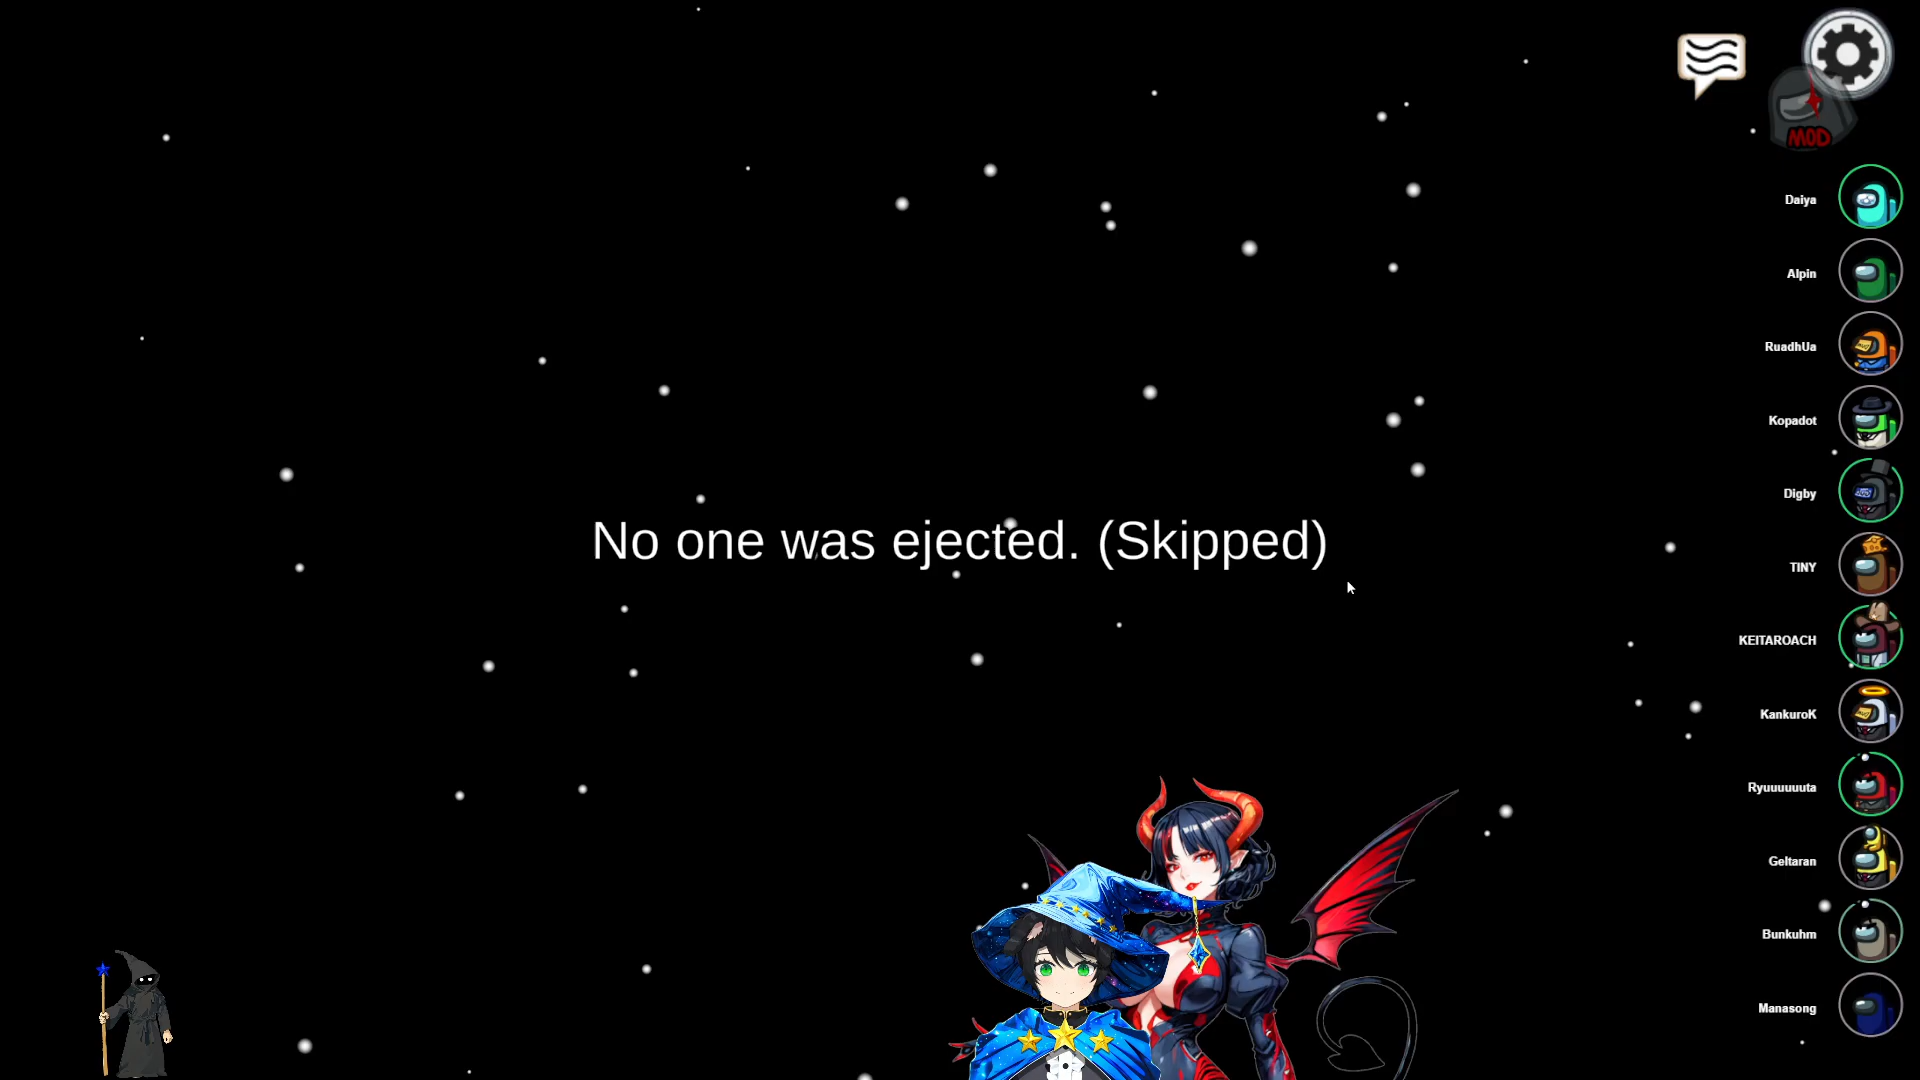 MOD
Daiya
Alpin
RuadhUa
Kopadot
No one was ejected. (Skipped)
Digby
TINY
KEITAROACH
KankuroK
Ryuuuuuuta
Geltaran
Bunkuhm
Manasong